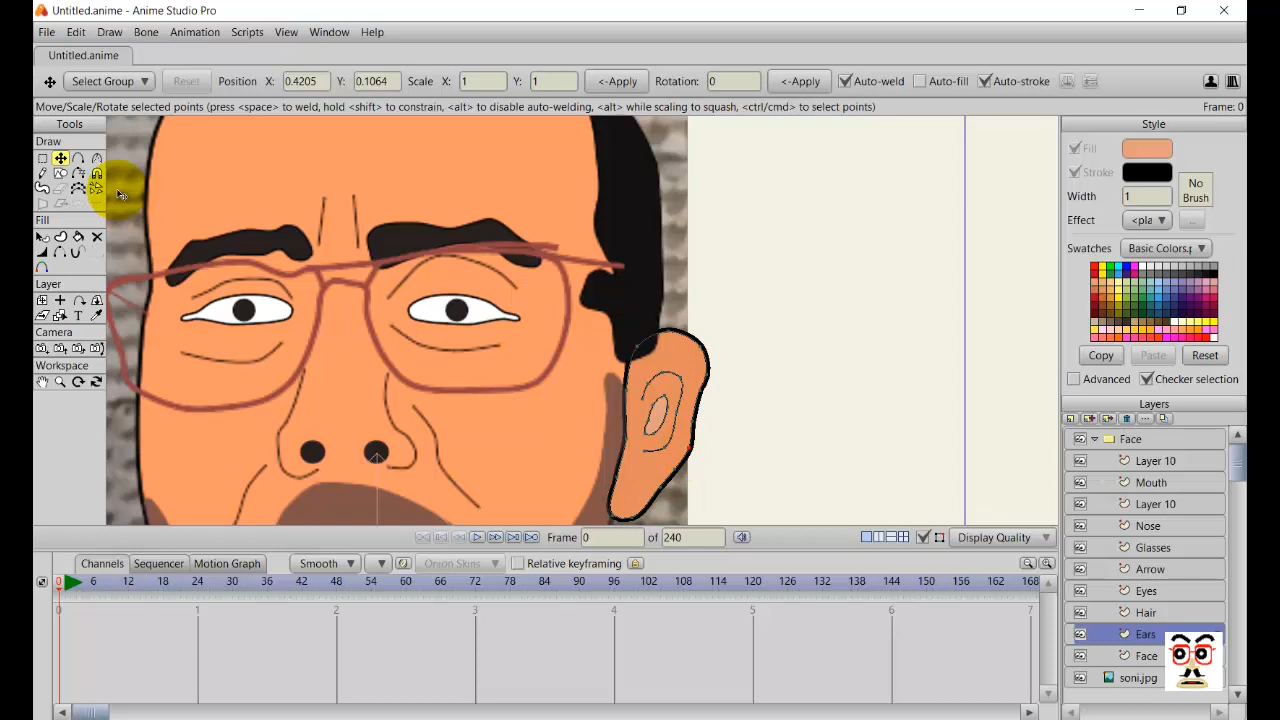 Untitled.anime - Anime Studio Pro
File Edit Draw Bone Animation Scripts View Window Help
Untitled.anime
Select Group Reset Position X: 0.4205 Y: 0.1064 Scale X: 1 Y: 1 <-Apply Rotation: 0 <-Apply Auto-weld Auto-fill Auto-stroke
Move/Scale/Rotate selected points (press <space> to weld, hold <shift> to constrain, <alt> to disable auto-welding, <alt> while scaling to squash, <ctrl/cmd> to select points) Frame: 0
Tools
Draw
Fill
Layer
Camera
Workspace
Style
Fill
Stroke
Width 1
No
Brush
Effect <pla ...
Swatches Basic Colors.p
Copy Paste Reset
Advanced Checker selection
Layers
Face
Layer 10
Mouth
Layer 10
Nose
Glasses
Arrow
Eyes
Hair
Ears
Face
soni.jpg
Frame 0 of 240 Display Quality
Channels Sequencer Motion Graph Smooth Onion Skins Relative keyframing
0 6 12 18 24 30 36 42 48 54 60 66 72 78 84 90 96 102 108 114 120 126 132 138 144 150 156 162 168
0 1 2 3 4 5 6 7